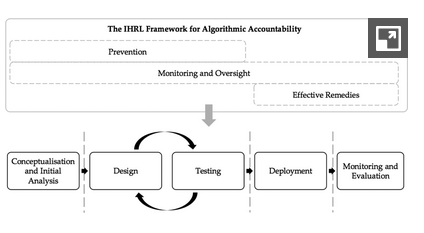 The IHRL Framework for Algorithmic Accountability
Prevention
Monitoring and Oversight
Effective Remedies
Conceptualisation
and Initial
Analysis
Design
Testing
Deployment
Monitoring and
Evaluation